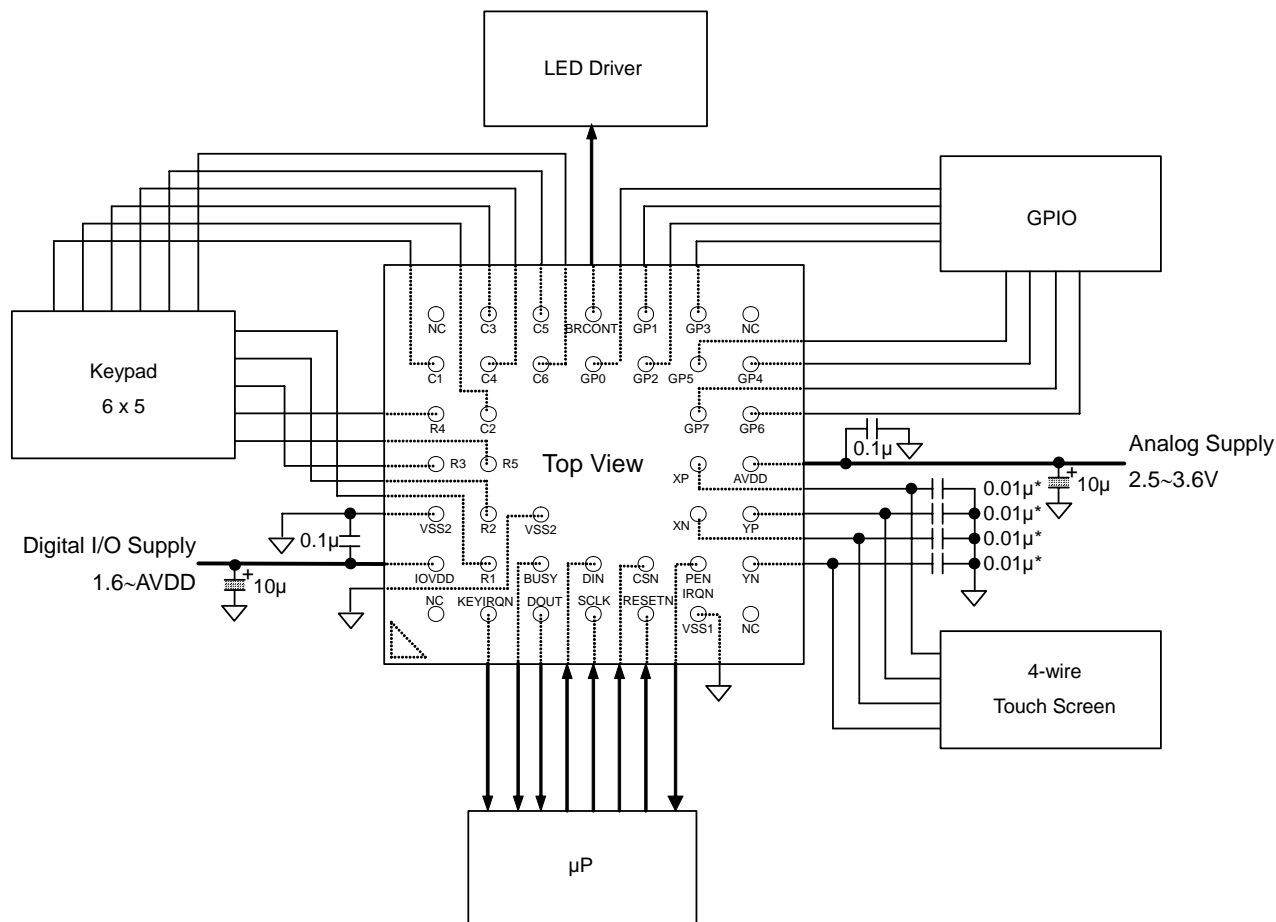 LED Driver
GPIO
Keypad
6 x 5
NC C3 C5 BRCONT GP1 GP3 NC
C1 C4 C6 GP0 GP2 GP5 GP4
R4 C2 GP7 GP6
0.1µ
Analog Supply
2.5~3.6V
10µ
R3 R5 Top View XP AVDD
0.01µ*
0.01µ*
0.01µ*
0.01µ*
VSS2 R2 VSS2 XN YP
Digital I/O Supply
1.6~AVDD
0.1µ
10µ
IOVDD R1 BUSY DIN CSN PEN IRQN YN
NC KEYIRQN DOUT SCLK RESETN VSS1 NC
4-wire
Touch Screen
µP